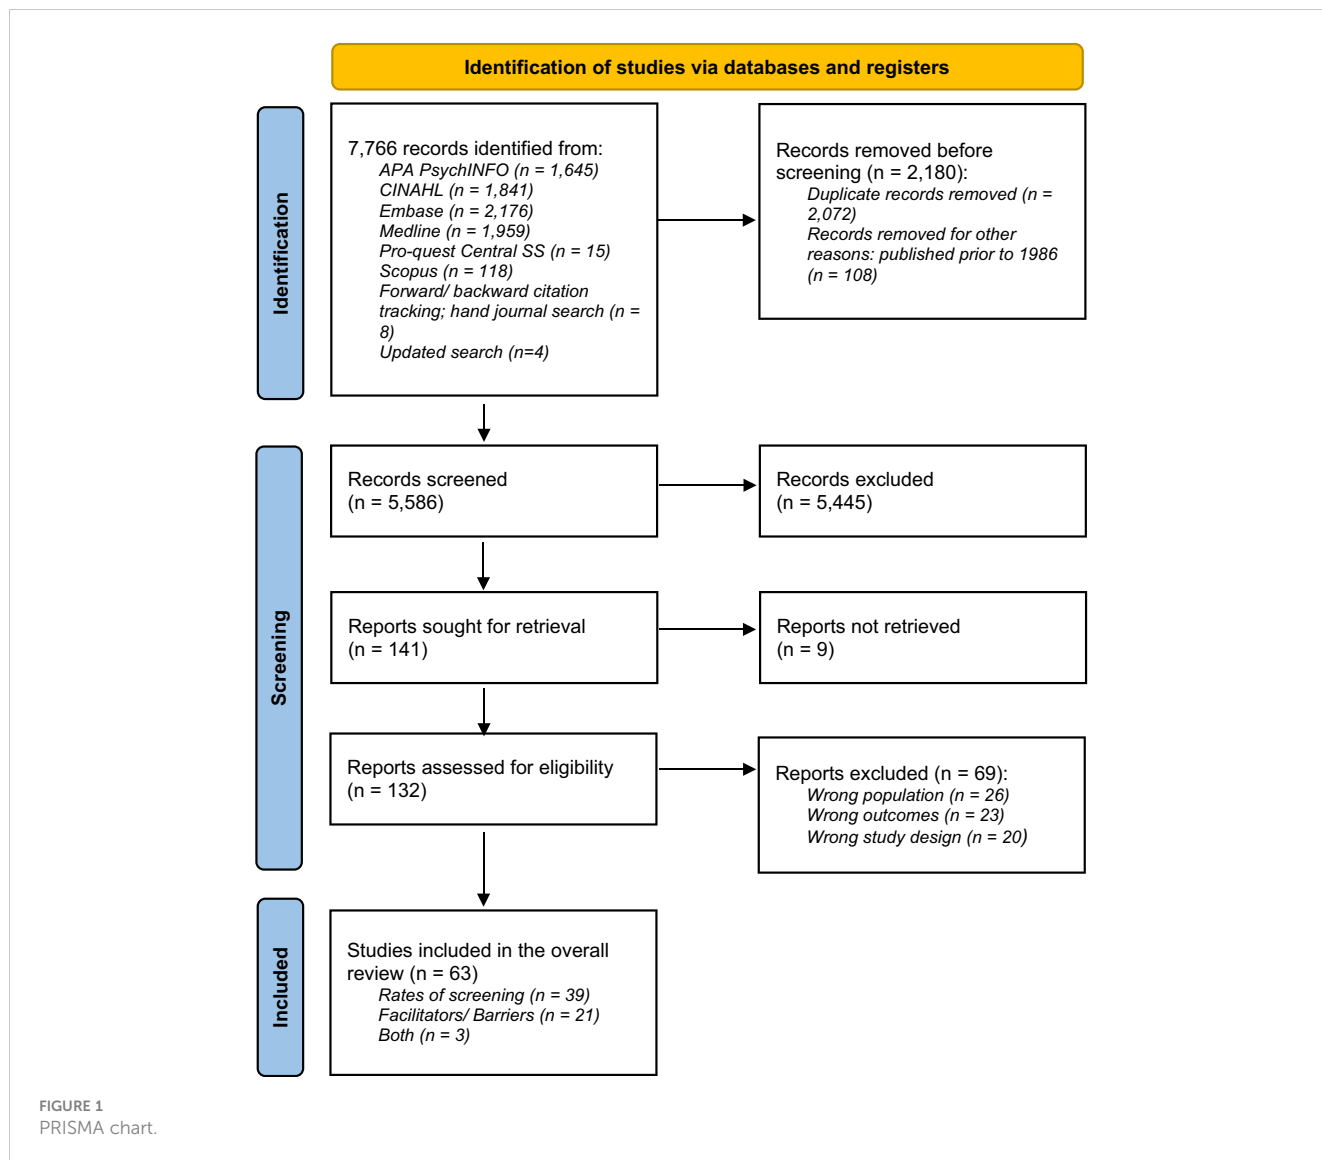 Identification of studies via databases and registers
Identification
7,766 records identified from:
APA PsychINFO (n = 1,645)
CINAHL (n = 1,841)
Embase (n = 2,176)
Medline (n = 1,959)
Pro-quest Central SS (n = 15)
Scopus (n = 118)
Forward/ backward citation
tracking; hand journal search (n =
8)
Updated search (n=4)
Records removed before
screening (n = 2,180):
Duplicate records removed (n =
2,072)
Records removed for other
reasons: published prior to 1986
(n = 108)
Screening
Records screened
(n = 5,586)
Records excluded
(n = 5,445)
Reports sought for retrieval
(n = 141)
Reports not retrieved
(n = 9)
Reports assessed for eligibility
(n = 132)
Reports excluded (n = 69):
Wrong population (n = 26)
Wrong outcomes (n = 23)
Wrong study design (n = 20)
Included
Studies included in the overall
review (n = 63)
Rates of screening (n = 39)
Facilitators/ Barriers (n = 21)
Both (n = 3)
FIGURE 1
PRISMA chart.